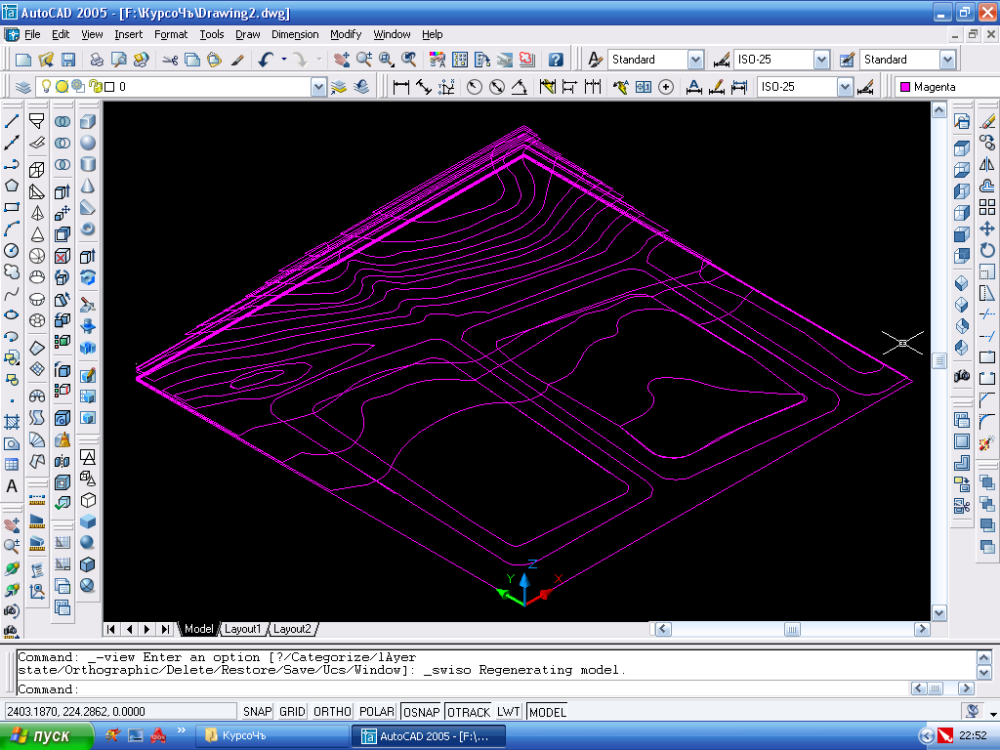 AutoCAD 2005 - [F:\КурсоЧъ\Drawing2.dwg]
File Edit View Insert Format Tools Draw Dimension Modify Window Help
Standard ISO-25 Standard
0 ISO-25 Magenta
A
Z
Y X
Model Layout1 Layout2
Command: _-view Enter an option [?/Categorize/lAyer
state/Orthographic/Delete/Restore/Save/Ucs/Window]: _swiso Regenerating model.
Command:
2403.1870, 224.2862, 0.0000 SNAP GRID ORTHO POLAR OSNAP OTRACK LWT MODEL
пуск КурсоЧъ AutoCAD 2005 - [F:\... 22:52